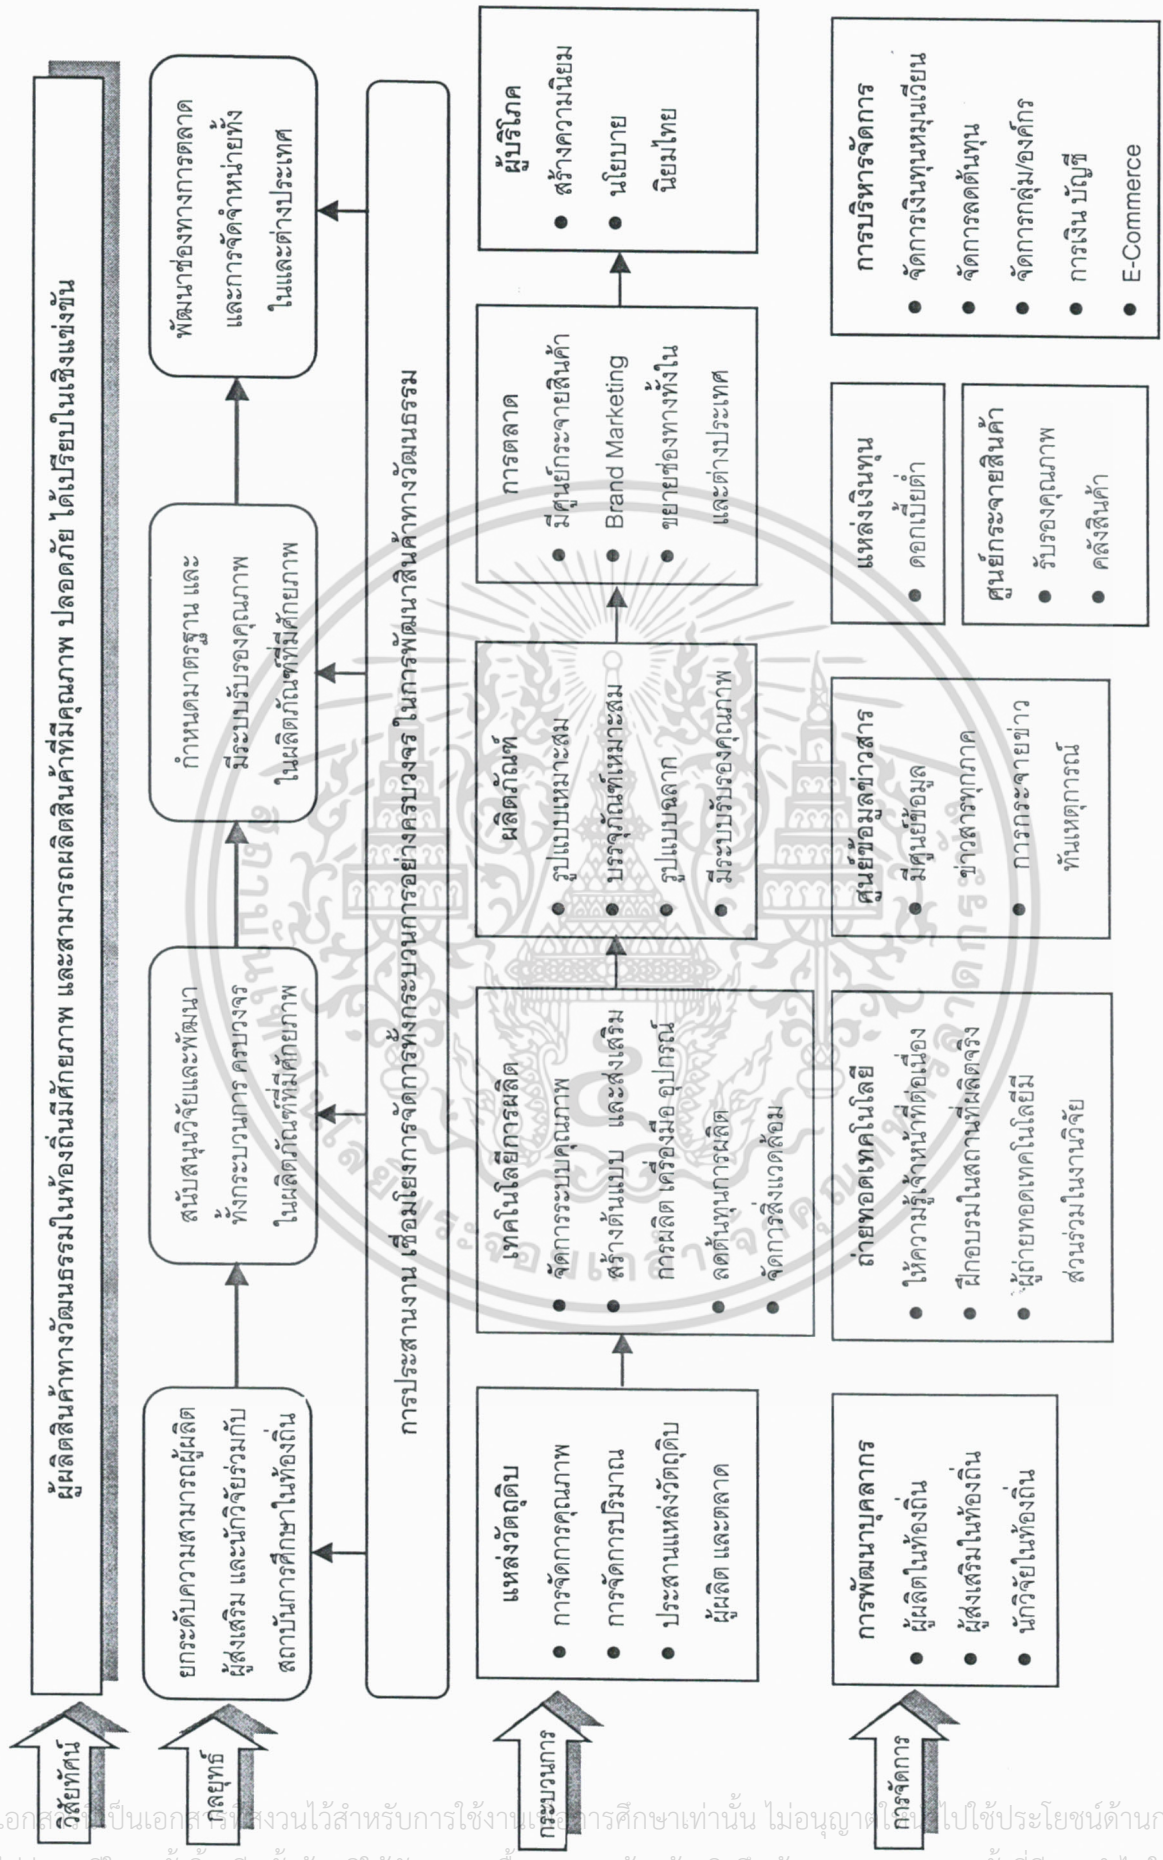 วิสัยทัศน์
ผู้ผลิตสินค้าทางวัฒนธรรมในท้องถิ่นมีศักยภาพ และสามารถผลิตสินค้าที่มีคุณภาพ ปลอดภัย ได้เปรียบในเชิงแข่งขัน
กลยุทธ์
ยกระดับความสามารถผู้ผลิต
ผู้ส่งเสริม และนักวิจัยร่วมกับ
สถาบันการศึกษาในท้องถิ่น
สนับสนุนวิจัยและพัฒนา
ทั้งกระบวนการ ครบวงจร
ในผลิตภัณฑ์ที่มีศักยภาพ
กำหนดมาตรฐาน และ
มีระบบรับรองคุณภาพ
ในผลิตภัณฑ์ที่มีศักยภาพ
พัฒนาช่องทางการตลาด
และการจัดจำหน่ายทั้ง
ในและต่างประเทศ
การประสานงาน เชื่อมโยงการจัดการทั้งกระบวนการอย่างครบวงจร ในการพัฒนาสินค้าทางวัฒนธรรม
กระบวนการ
แหล่งวัตถุดิบ
● การจัดการคุณภาพ
● การจัดการปริมาณ
● ประสานแหล่งวัตถุดิบ
ผู้ผลิต และตลาด
เทคโนโลยีการผลิต
● จัดการระบบคุณภาพ
● สร้างต้นแบบ และส่งเสริม
การผลิต เครื่องมือ อุปกรณ์
● ลดต้นทุนการผลิต
● จัดการสิ่งแวดล้อม
ผลิตภัณฑ์
● รูปแบบเหมาะสม
● บรรจุภัณฑ์เหมาะสม
● รูปแบบฉลาก
● มีระบบรับรองคุณภาพ
การตลาด
● มีศูนย์กระจายสินค้า
● Brand Marketing
● ขยายช่องทางทั้งใน
และต่างประเทศ
ผู้บริโภค
● สร้างความนิยม
● นโยบาย
นิยมไทย
การจัดการ
การพัฒนาบุคลากร
● ผู้ผลิตในท้องถิ่น
● ผู้ส่งเสริมในท้องถิ่น
● นักวิจัยในท้องถิ่น
ถ่ายทอดเทคโนโลยี
● ให้ความรู้เจ้าหน้าที่ต่อเนื่อง
● ฝึกอบรมในสถานที่ผลิตจริง
● ผู้ถ่ายทอดเทคโนโลยีมี
ส่วนร่วมในงานวิจัย
ศูนย์ข้อมูลข่าวสาร
● มีศูนย์ข้อมูล
ข่าวสารทุกภาค
● การกระจายข่าว
ทันเหตุการณ์
แหล่งเงินทุน
● ดอกเบี้ยต่ำ
ศูนย์กระจายสินค้า
● รับรองคุณภาพ
● คลังสินค้า
การบริหารจัดการ
● จัดการเงินทุนหมุนเวียน
● จัดการลดต้นทุน
● จัดการกลุ่ม/องค์กร
● การเงิน บัญชี
● E-Commerce